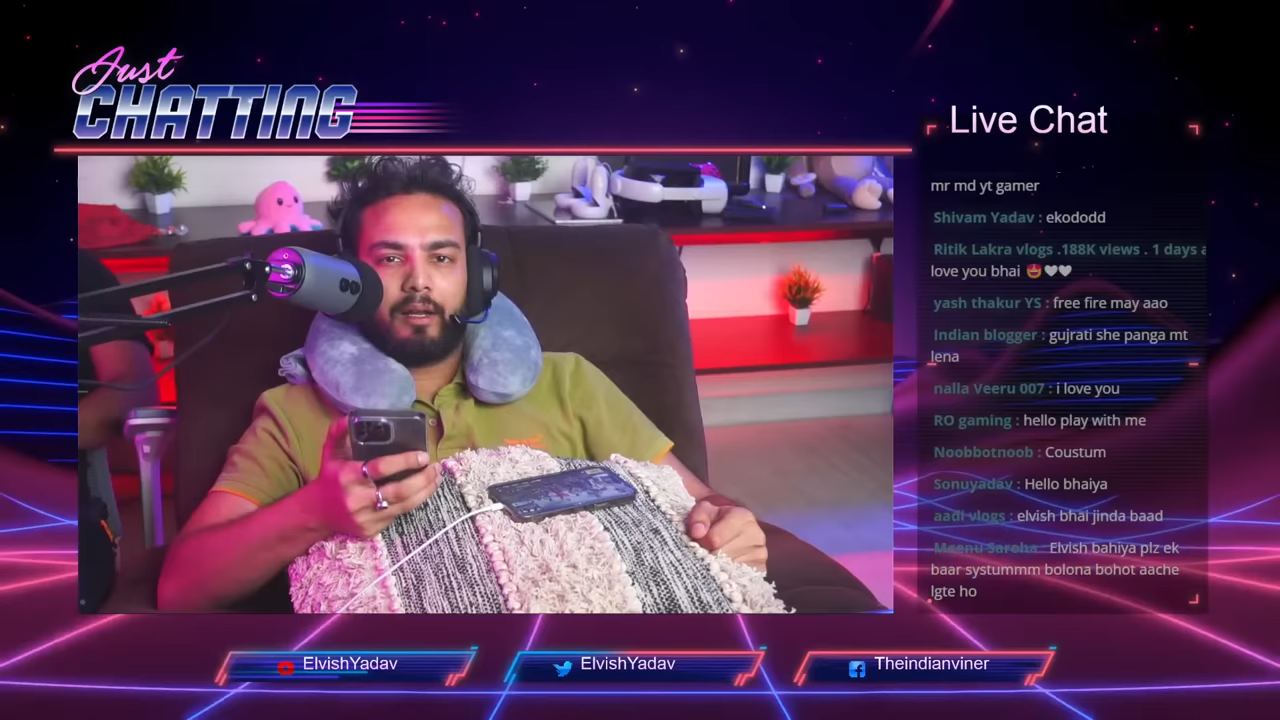 Just
CHATTING
Live Chat
mr md yt gamer
Shivam Yadav : ekododd
Ritik Lakra vlogs .188K views . 1 days a
love you bhai 🤩🤍🤍
yash thakur YS : free fire may aao
Indian blogger : gujrati she panga mt
lena
nalla Veeru 007 : i love you
RO gaming : hello play with me
Noobbotnoob : Coustum
Sonuyadav : Hello bhaiya
aadi vlogs : elvish bhai jinda baad
Meenu Saroha : Elvish bahiya plz ek
baar systummm bolona bohot aache
lgte ho
ElvishYadav
ElvishYadav
Theindianviner